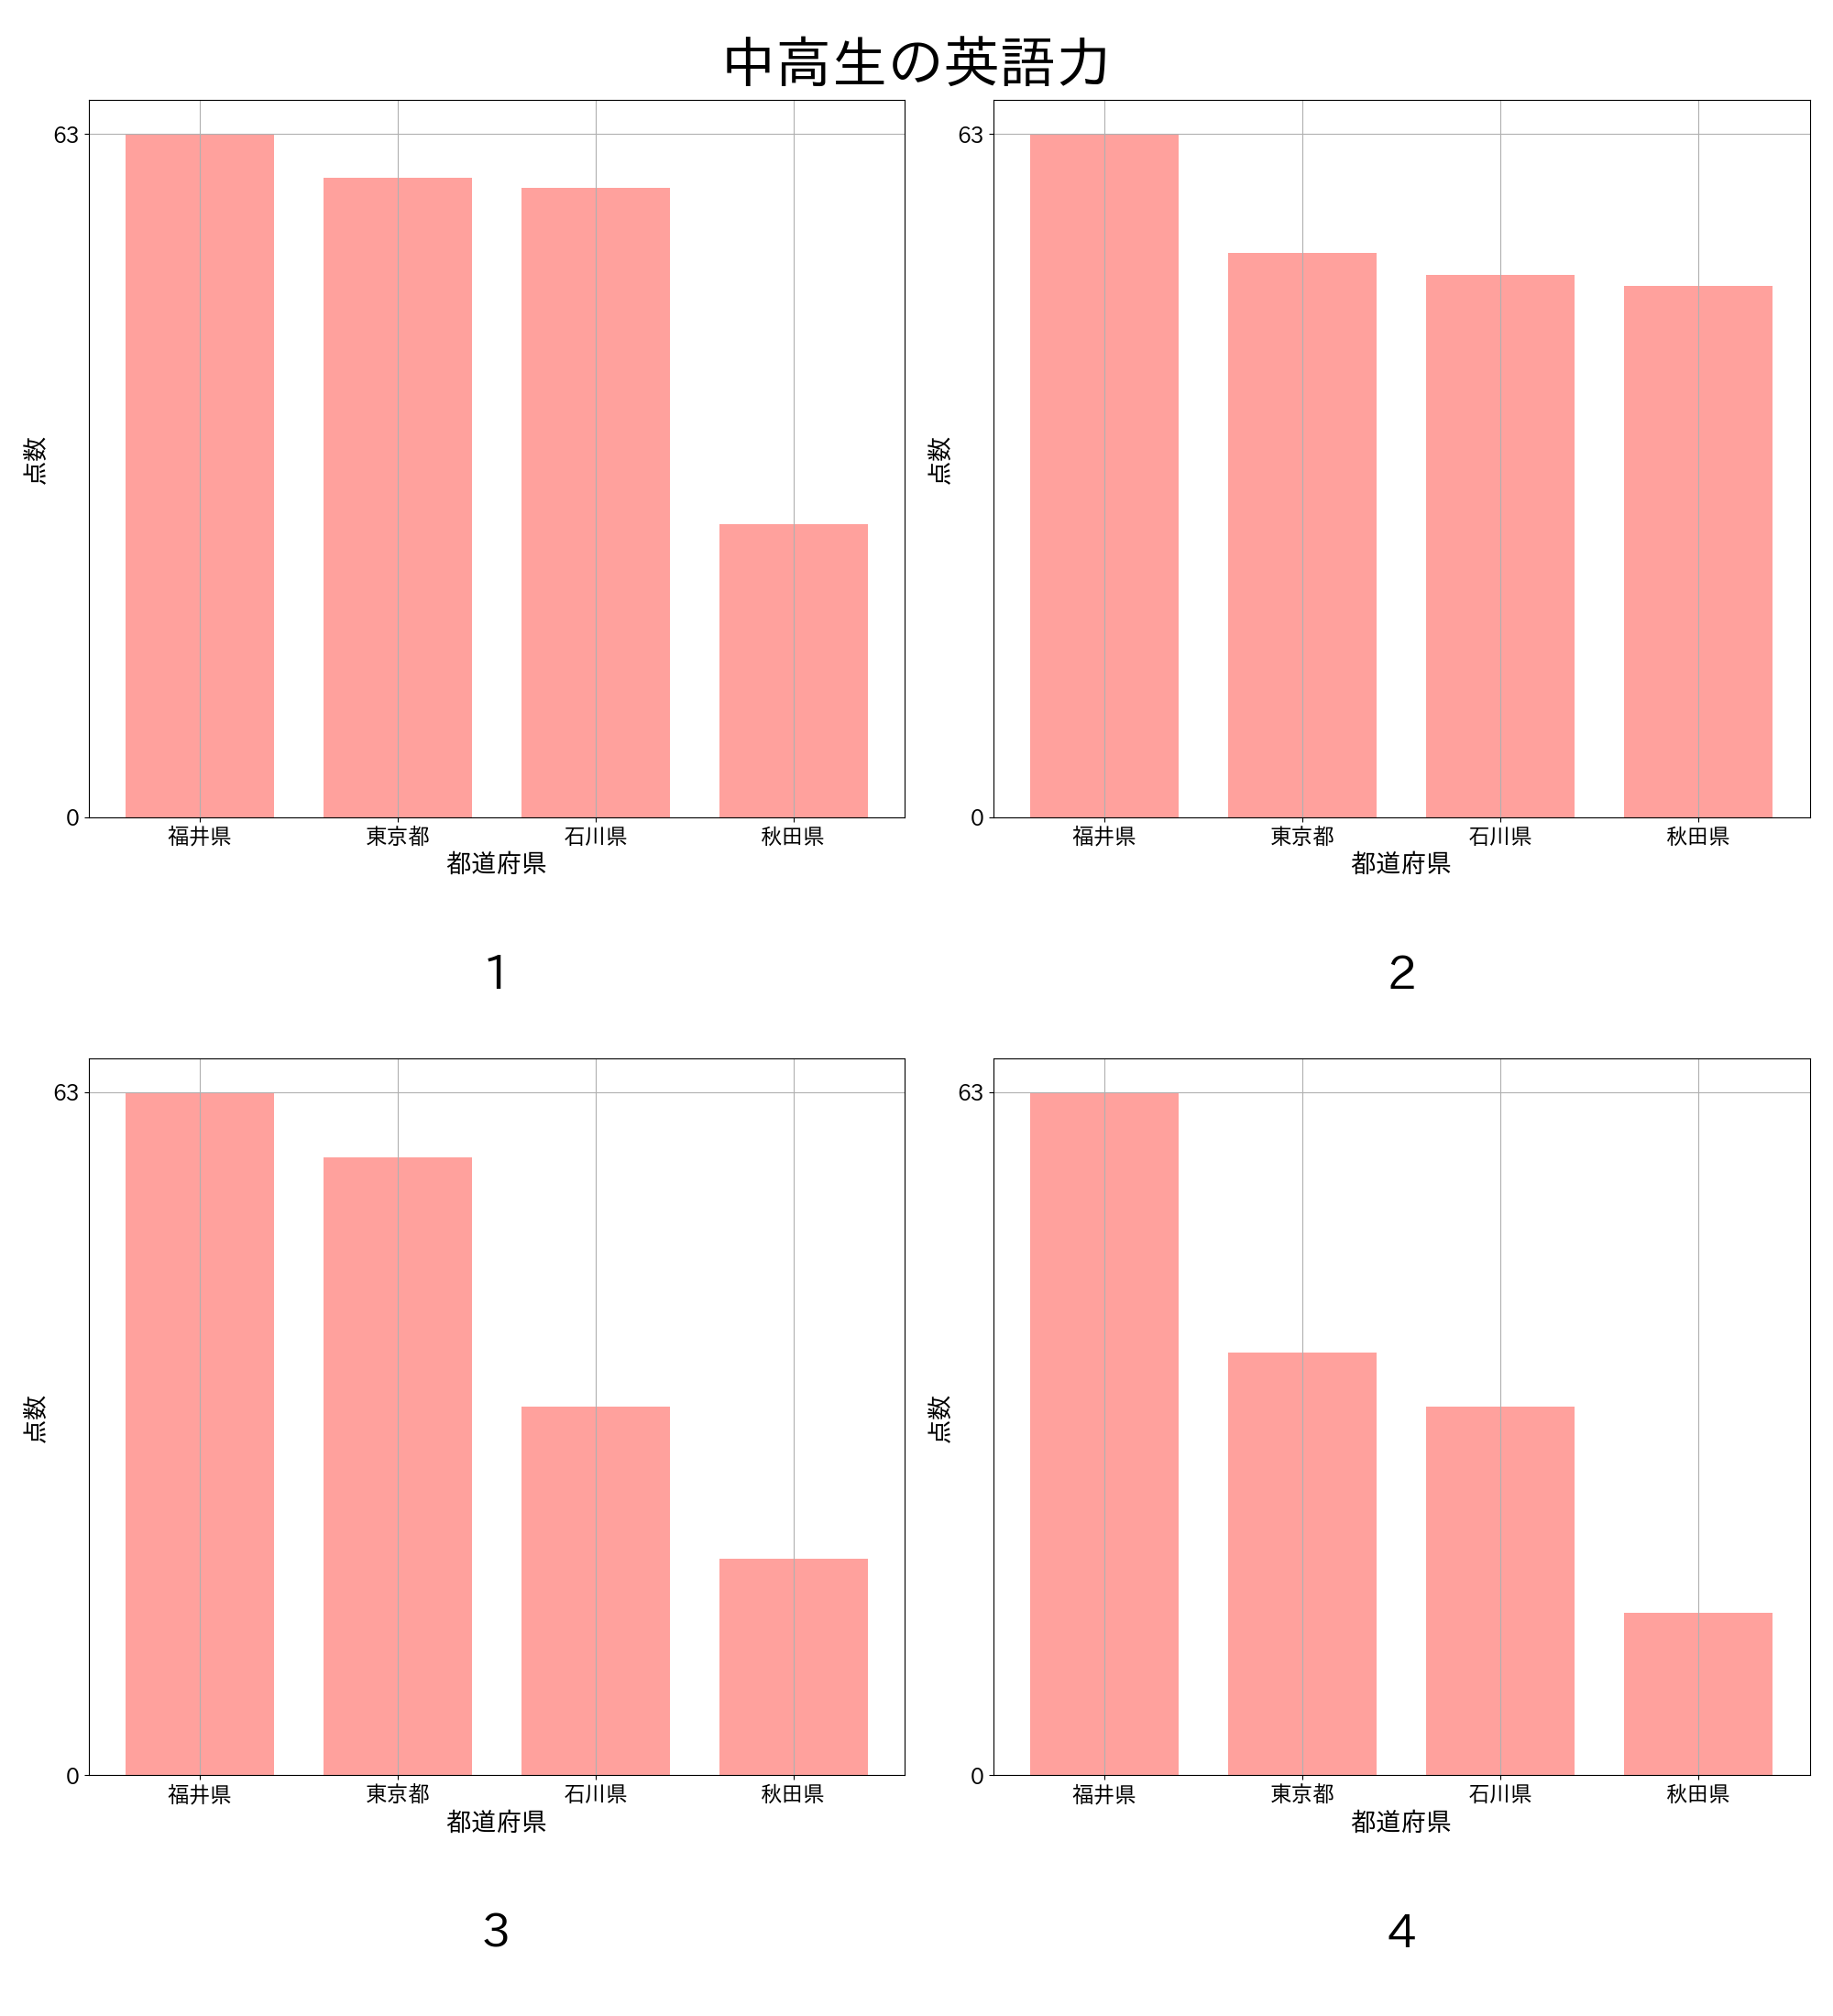 中高生の英語力
63
点数
0
福井県 東京都 石川県 秋田県
都道府県
1
63
点数
0
福井県 東京都 石川県 秋田県
都道府県
2
63
点数
0
福井県 東京都 石川県 秋田県
都道府県
3
63
点数
0
福井県 東京都 石川県 秋田県
都道府県
4